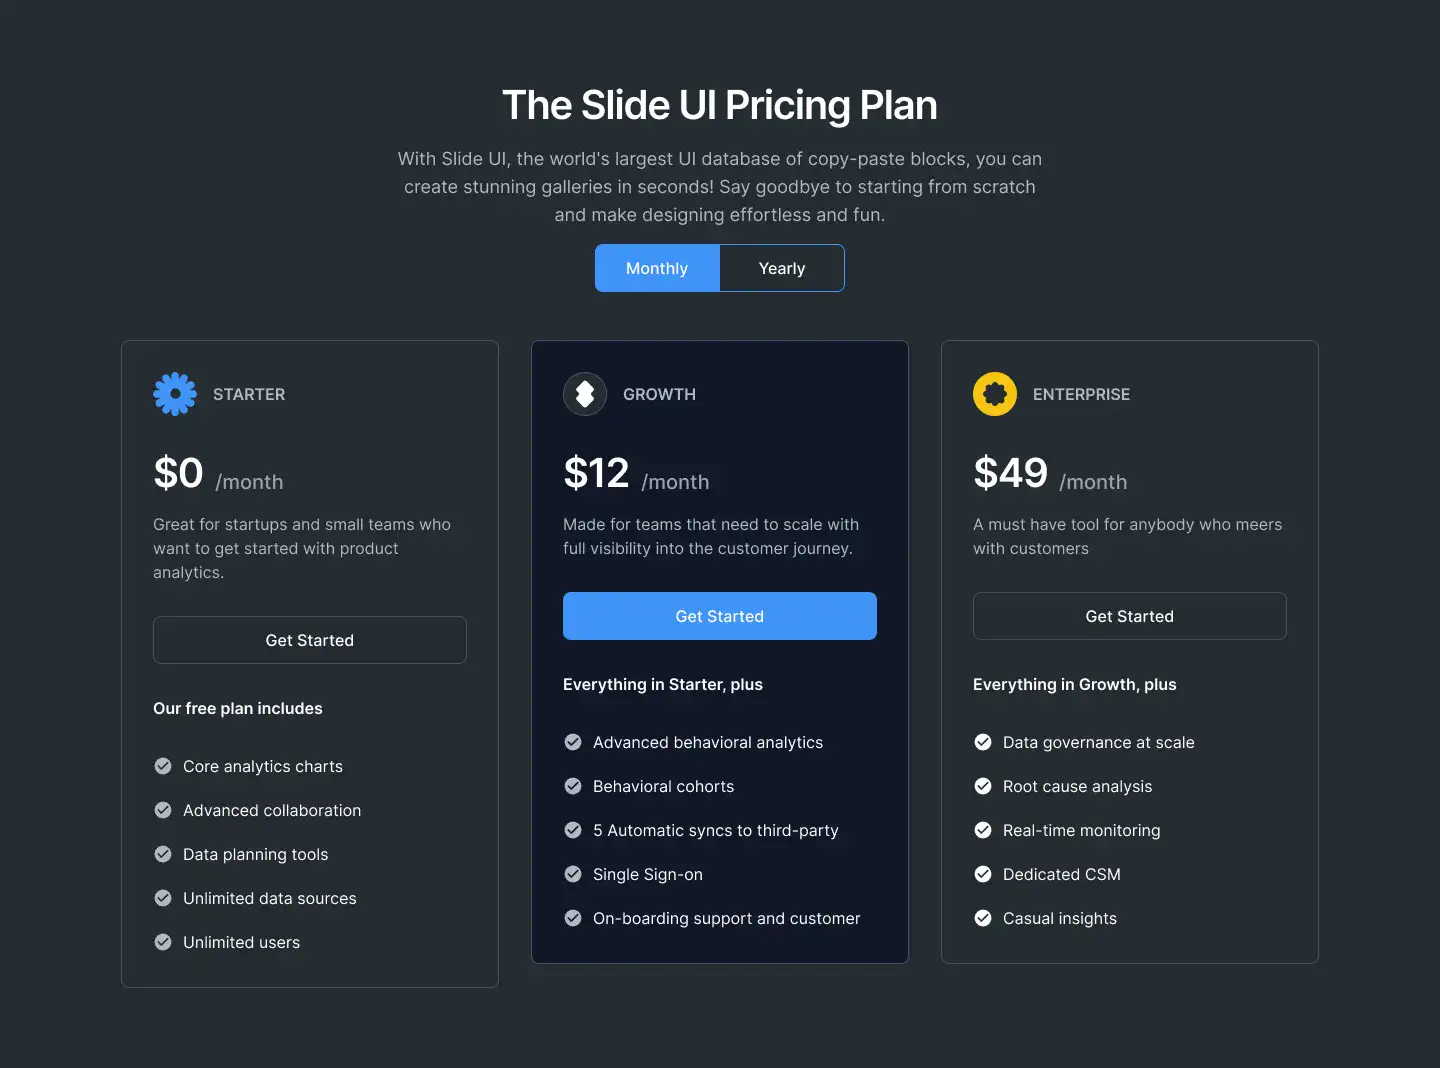 The Slide UI Pricing Plan
With Slide UI, the world's largest UI database of copy-paste blocks, you can
create stunning galleries in seconds! Say goodbye to starting from scratch
and make designing effortless and fun.
Monthly
Yearly
STARTER
$0 /month
Great for startups and small teams who
want to get started with product
analytics.
Get Started
Our free plan includes
Core analytics charts
Advanced collaboration
Data planning tools
Unlimited data sources
Unlimited users
GROWTH
$12 /month
Made for teams that need to scale with
full visibility into the customer journey.
Get Started
Everything in Starter, plus
Advanced behavioral analytics
Behavioral cohorts
5 Automatic syncs to third-party
Single Sign-on
On-boarding support and customer
ENTERPRISE
$49 /month
A must have tool for anybody who meers
with customers
Get Started
Everything in Growth, plus
Data governance at scale
Root cause analysis
Real-time monitoring
Dedicated CSM
Casual insights